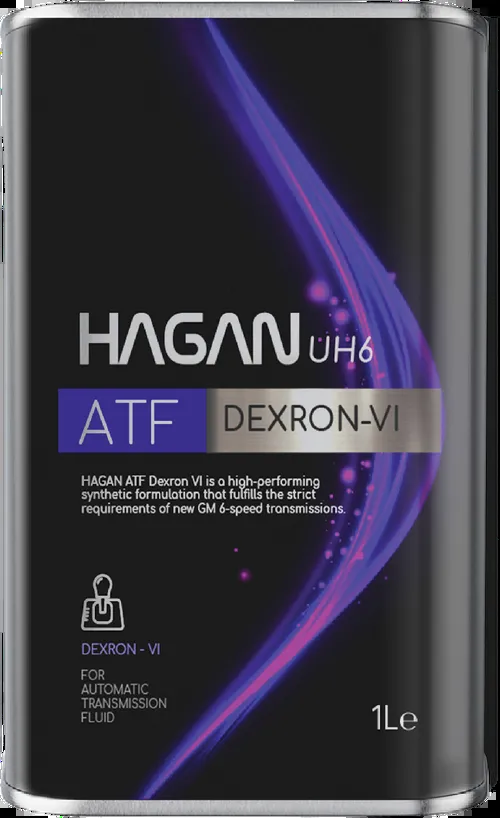 HAGAN UH6
ATF DEXRON-VI
HAGAN ATF Dexron VI is a high-performing
synthetic formulation that fulfills the strict
requirements of new GM 6-speed transmissions.
DEXRON - VI
FOR
AUTOMATIC
TRANSMISSION
FLUID
1Le